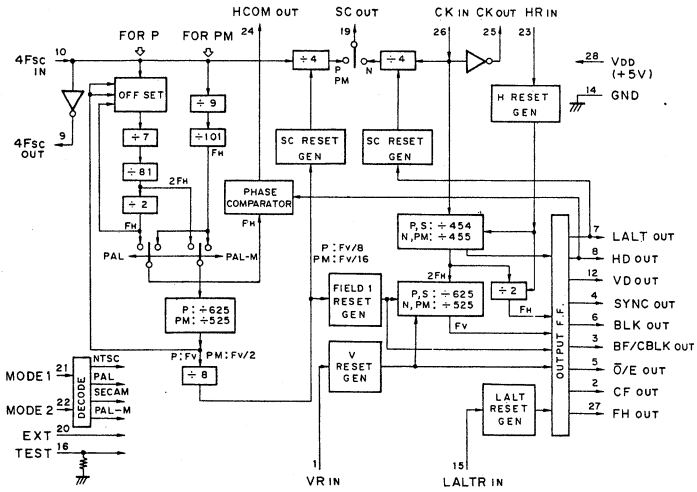 HCOM OUT SC OUT CK IN CK OUT HR IN
24 19 26 25 23
FOR P FOR PM
4FSC IN 10
÷4
P
PM
N
÷4
28 VDD (+5V)
14 GND
OFF SET
÷9
H RESET GEN
9
4FSC OUT
÷7
÷101
FH
SC RESET GEN
SC RESET GEN
÷81
2FH
÷2
FH
PHASE COMPARATOR
PAL
PAL-M
P,S: ÷454
N,PM: ÷455
2FH
÷2
FH
P: FV/8
PM: FV/16
P: ÷625
PM: ÷525
FIELD 1 RESET GEN
P,S: ÷625
N,PM: ÷525
FV
P: FV PM: FV/2
÷8
V RESET GEN
LALT RESET GEN
OUTPUT F.F.
7 LALT OUT
8 HD OUT
12 VD OUT
4 SYNC OUT
6 BLK OUT
3 BF/CBLK OUT
5 O̅/E OUT
2 CF OUT
27 FH OUT
MODE 1 21
MODE 2 22
DECODE
NTSC
PAL
SECAM
PAL-M
EXT 20
TEST 16
1
VR IN
15
LALTR IN